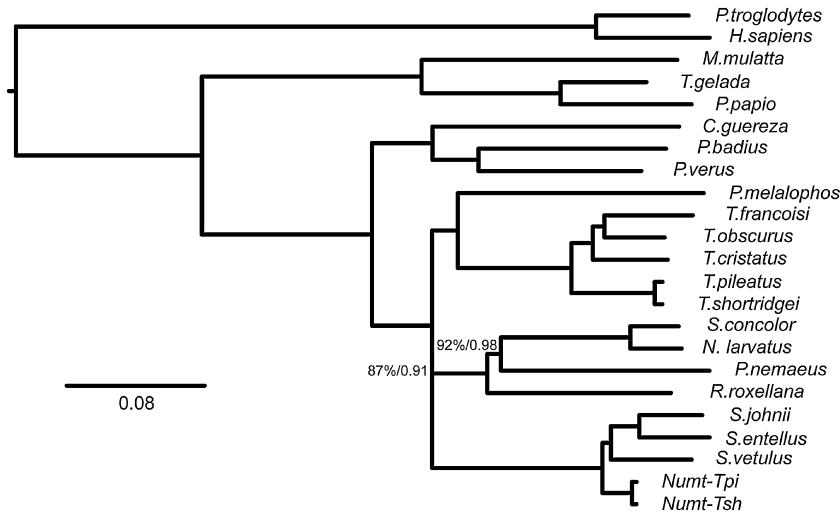 P.troglodytes
H.sapiens
M.mulatta
T.gelada
P.papio
C.guereza
P.badius
P.verus
P.melalophos
T.francoisi
T.obscurus
T.cristatus
T.pileatus
T.shortridgei
S.concolor
92%/0.98
N. larvatus
87%/0.91
P.nemaeus
R.roxellana
0.08
S.johnii
S.entellus
S.vetulus
Numt-Tpi
Numt-Tsh